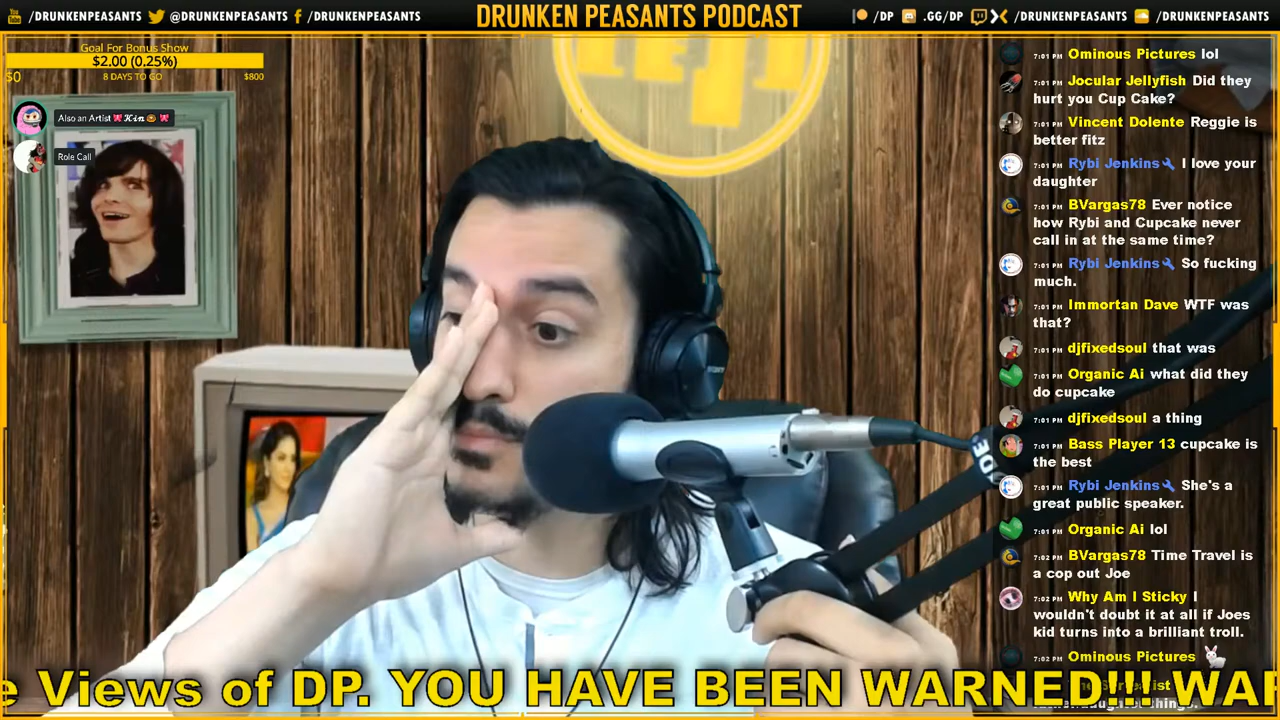 /DRUNKENPEASANTS @DRUNKENPEASANTS /DRUNKENPEASANTS DRUNKEN PEASANTS PODCAST /DP .GG/DP /DRUNKENPEASANTS /DRUNKENPEASANTS
Goal For Bonus Show
$2.00 (0.25%)
$0 8 DAYS TO GO $800
Also an Artist Kin
Role Call
SONY
JOE
7:01 PM Ominous Pictures lol
7:01 PM Jocular Jellyfish Did they
hurt you Cup Cake?
7:01 PM Vincent Dolente Reggie is
better fitz
7:01 PM Rybi Jenkins I love your
daughter
7:01 PM BVargas78 Ever notice
how Rybi and Cupcake never
call in at the same time?
7:01 PM Rybi Jenkins So fucking
much.
7:01 PM Immortan Dave WTF was
that?
7:01 PM djfixedsoul that was
7:01 PM Organic Ai what did they
do cupcake
7:01 PM djfixedsoul a thing
7:01 PM Bass Player 13 cupcake is
the best
7:01 PM Rybi Jenkins She's a
great public speaker.
7:01 PM Organic Ai lol
7:02 PM BVargas78 Time Travel is
a cop out Joe
7:02 PM Why Am I Sticky I
wouldn't doubt it at all if Joes
kid turns into a brilliant troll.
7:02 PM Ominous Pictures
e Views of DP. YOU HAVE BEEN WARNED!!! WAR